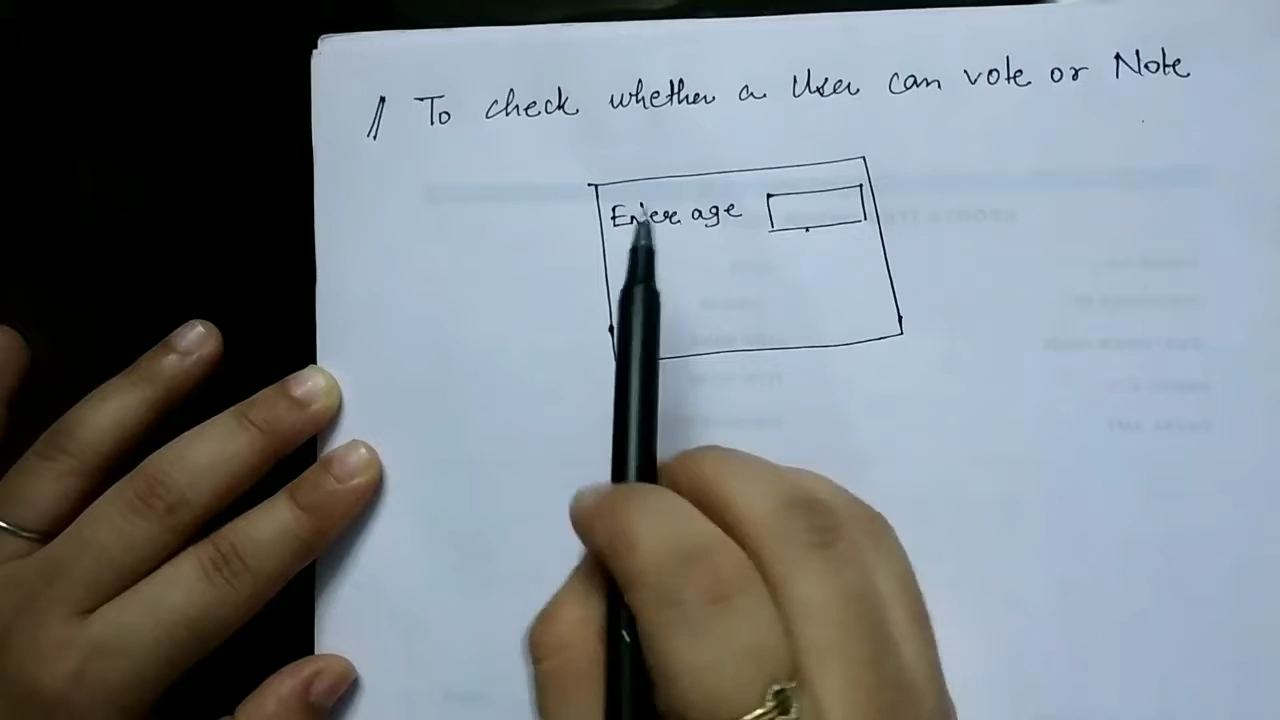 // To check whether a User can vote or Note
Enter age